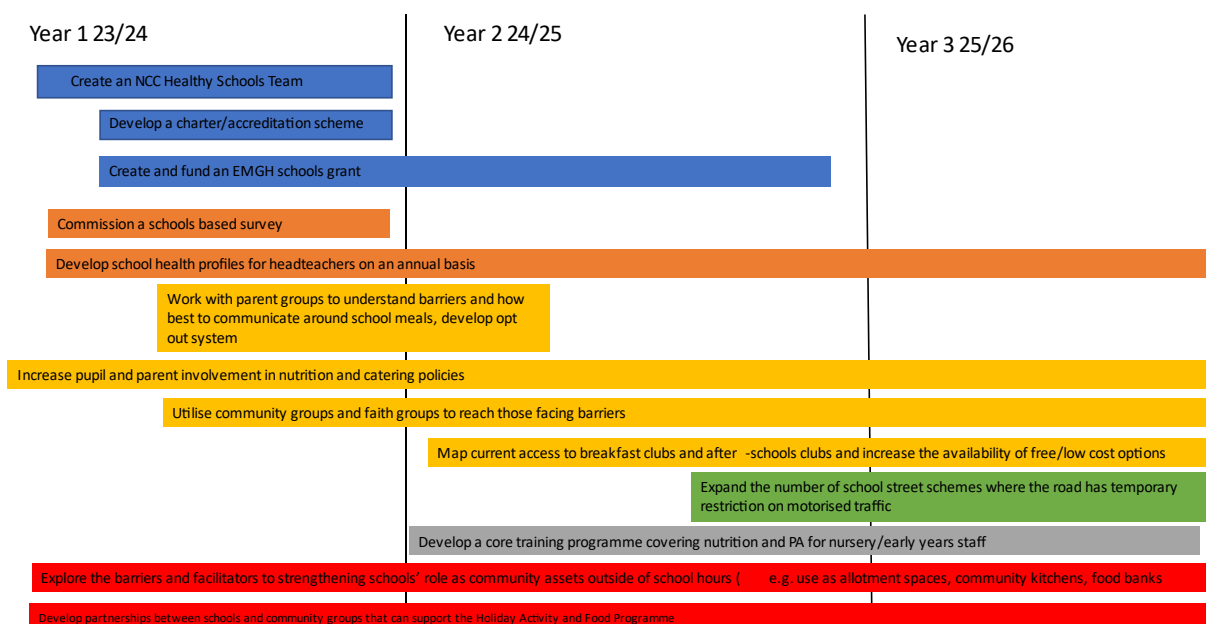 Year 1 23/24
Year 2 24/25
Year 3 25/26
Create an NCC Healthy Schools Team
Develop a charter/accreditation scheme
Create and fund an EMGH schools grant
Commission a schools based survey
Develop school health profiles for headteachers on an annual basis
Work with parent groups to understand barriers and how
best to communicate around school meals, develop opt
out system
Increase pupil and parent involvement in nutrition and catering policies
Utilise community groups and faith groups to reach those facing barriers
Map current access to breakfast clubs and after -schools clubs and increase the availability of free/low cost options
Expand the number of school street schemes where the road has temporary
restriction on motorised traffic
Develop a core training programme covering nutrition and PA for nursery/early years staff
Explore the barriers and facilitators to strengthening schools' role as community assets outside of school hours ( e.g. use as allotment spaces, community kitchens, food banks
Develop partnerships between schools and community groups that can support the Holiday Activity and Food Programme